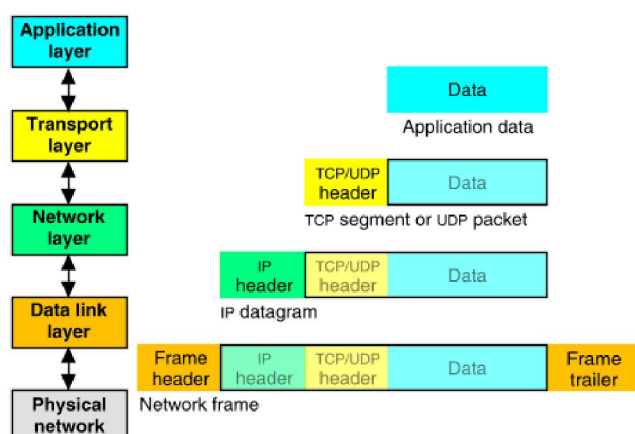 Application
layer
Data
Application data
Transport
layer
TCP/UDP
header
Data
TCP segment or UDP packet
Network
layer
IP
header
TCP/UDP
header
Data
IP datagram
Data link
layer
Frame
header
IP
header
TCP/UDP
header
Data
Frame
trailer
Network frame
Physical
network